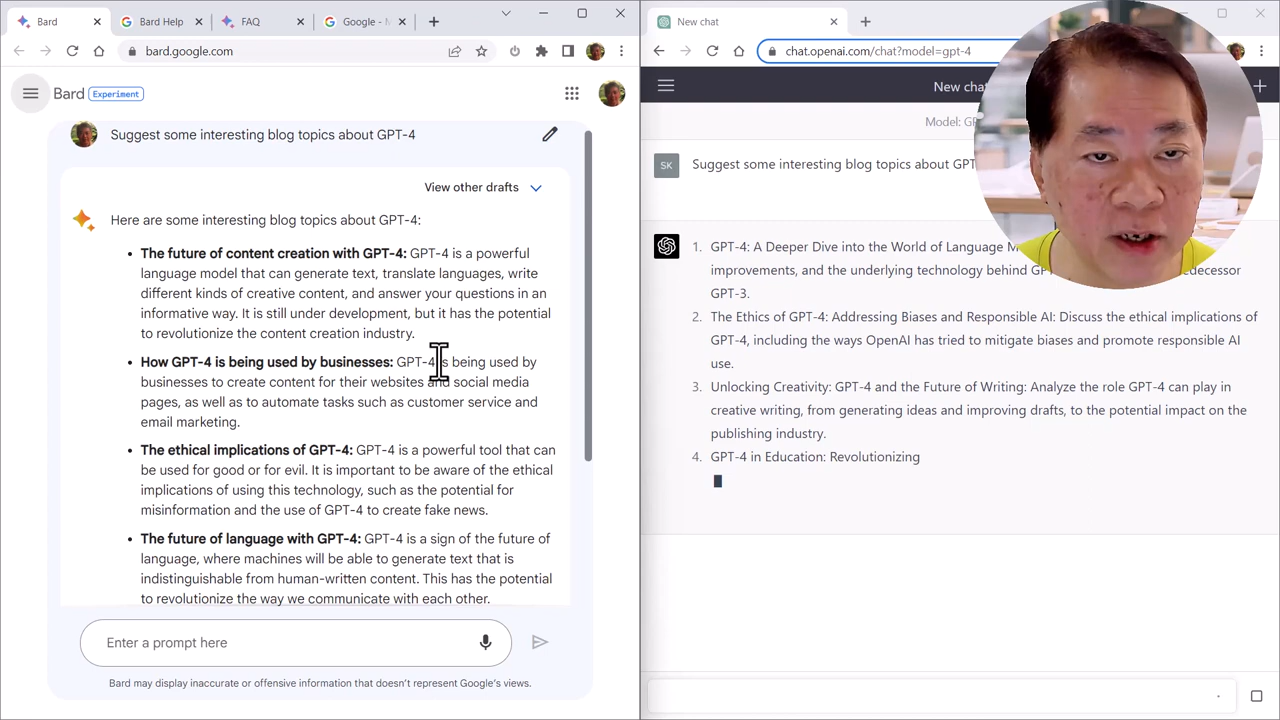 Bard
Bard Help
FAQ
Google - M
New chat
bard.google.com
chat.openai.com/chat?model=gpt-4
Bard
Experiment
New chat
Model: GP
Suggest some interesting blog topics about GPT-4
View other drafts
Here are some interesting blog topics about GPT-4:
• The future of content creation with GPT-4: GPT-4 is a powerful
language model that can generate text, translate languages, write
different kinds of creative content, and answer your questions in an
informative way. It is still under development, but it has the potential
to revolutionize the content creation industry.
• How GPT-4 is being used by businesses: GPT-4 is being used by
businesses to create content for their websites and social media
pages, as well as to automate tasks such as customer service and
email marketing.
• The ethical implications of GPT-4: GPT-4 is a powerful tool that can
be used for good or for evil. It is important to be aware of the ethical
implications of using this technology, such as the potential for
misinformation and the use of GPT-4 to create fake news.
• The future of language with GPT-4: GPT-4 is a sign of the future of
language, where machines will be able to generate text that is
indistinguishable from human-written content. This has the potential
to revolutionize the way we communicate with each other.
Enter a prompt here
Bard may display inaccurate or offensive information that doesn't represent Google's views.
SK
Suggest some interesting blog topics about GPT
1. GPT-4: A Deeper Dive into the World of Language M
improvements, and the underlying technology behind GP edecessor
GPT-3.
2. The Ethics of GPT-4: Addressing Biases and Responsible AI: Discuss the ethical implications of
GPT-4, including the ways OpenAI has tried to mitigate biases and promote responsible AI
use.
3. Unlocking Creativity: GPT-4 and the Future of Writing: Analyze the role GPT-4 can play in
creative writing, from generating ideas and improving drafts, to the potential impact on the
publishing industry.
4. GPT-4 in Education: Revolutionizing